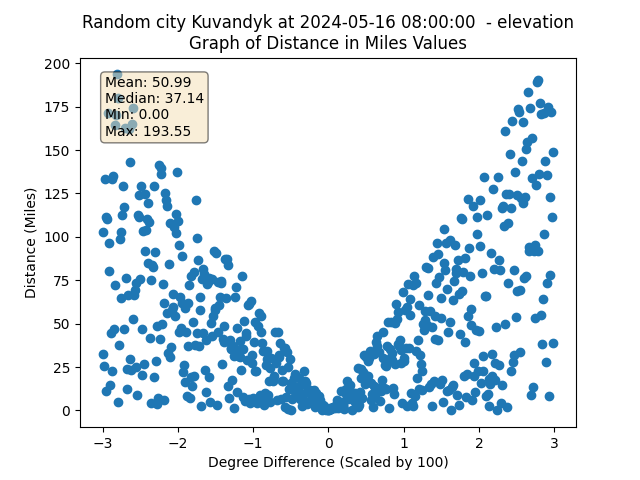 Random city Kuvandyk at 2024-05-16 08:00:00  - elevation
Graph of Distance in Miles Values
200
175
150
125
100
75
50
25
0
Distance (Miles)
Mean: 50.99
Median: 37.14
Min: 0.00
Max: 193.55
−3 −2 −1 0 1 2 3
Degree Difference (Scaled by 100)